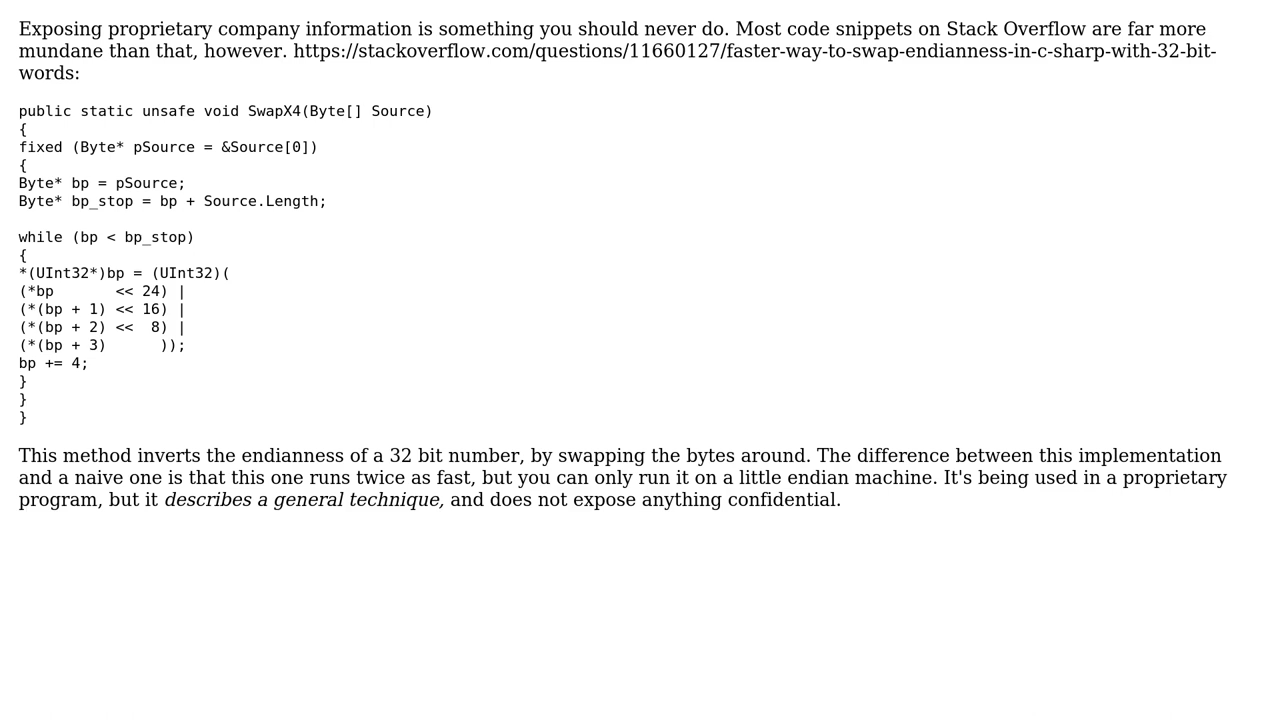 Exposing proprietary company information is something you should never do. Most code snippets on Stack Overflow are far more
mundane than that, however. https://stackoverflow.com/questions/11660127/faster-way-to-swap-endianness-in-c-sharp-with-32-bit-
words:
public static unsafe void SwapX4(Byte[] Source)
{
fixed (Byte* pSource = &Source[0])
{
Byte* bp = pSource;
Byte* bp_stop = bp + Source.Length;
while (bp < bp_stop)
{
*(UInt32*)bp = (UInt32)(
(*bp       << 24) |
(*(bp + 1) << 16) |
(*(bp + 2) <<  8) |
(*(bp + 3)      ));
bp += 4;
}
}
}
This method inverts the endianness of a 32 bit number, by swapping the bytes around. The difference between this implementation
and a naive one is that this one runs twice as fast, but you can only run it on a little endian machine. It's being used in a proprietary
program, but it describes a general technique, and does not expose anything confidential.